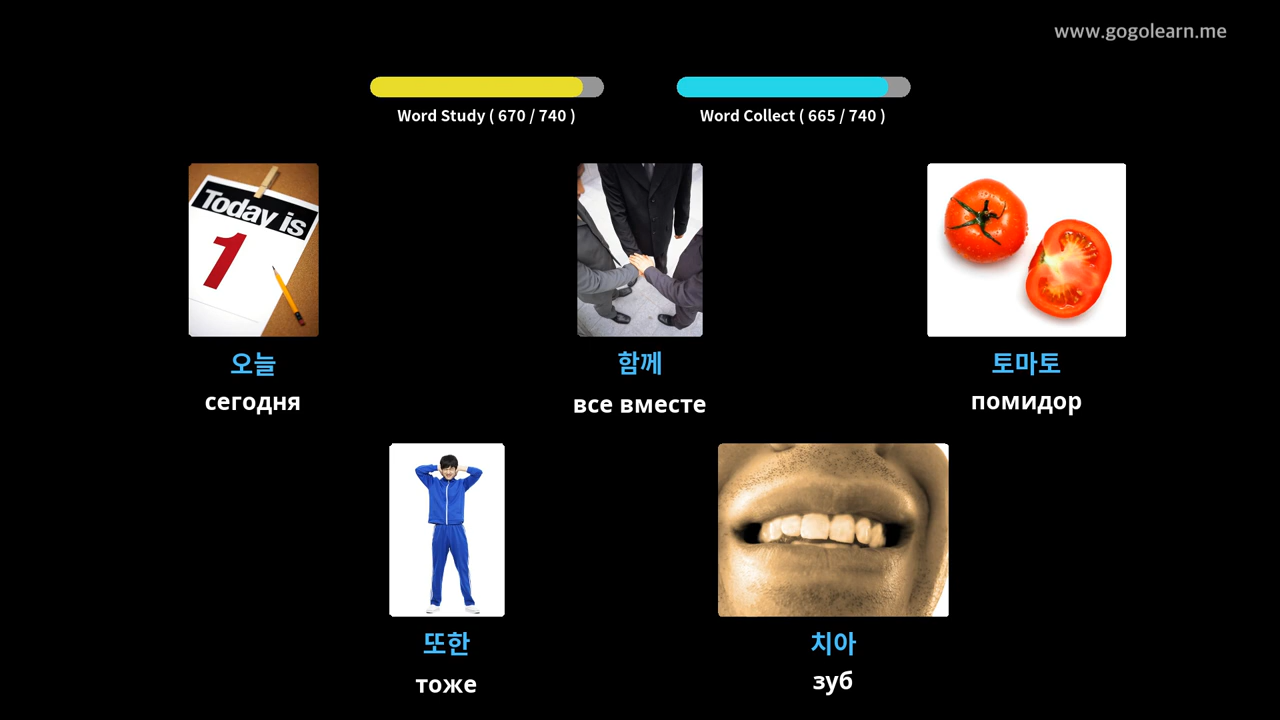 www.gogolearn.me
Word Study ( 670 / 740 )
Word Collect ( 665 / 740 )
Today is
1
오늘
сегодня
함께
все вместе
토마토
помидор
또한
тоже
치아
зуб